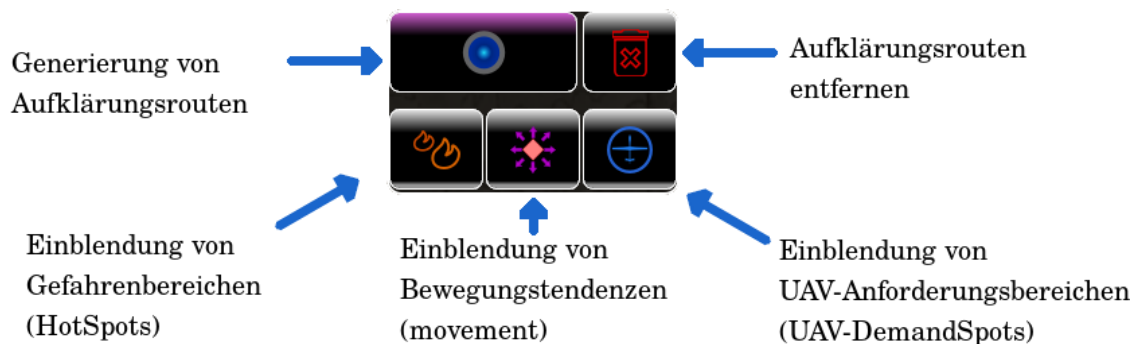 Generierung von
Aufklärungsrouten
Aufklärungsrouten
entfernen
Einblendung von
Gefahrenbereichen
(HotSpots)
Einblendung von
Bewegungstendenzen
(movement)
Einblendung von
UAV-Anforderungsbereichen
(UAV-DemandSpots)